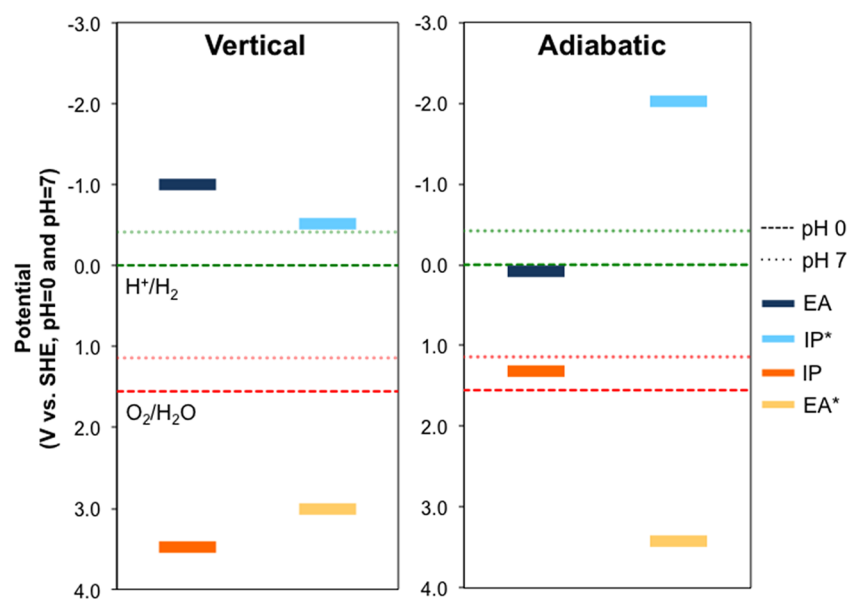 Vertical
Adiabatic
Potential
(V vs. SHE, pH=0 and pH=7)
-3.0
-2.0
-1.0
0.0
1.0
2.0
3.0
4.0
H⁺/H₂
O₂/H₂O
-3.0
-2.0
-1.0
0.0
1.0
2.0
3.0
4.0
pH 0
pH 7
EA
IP*
IP
EA*